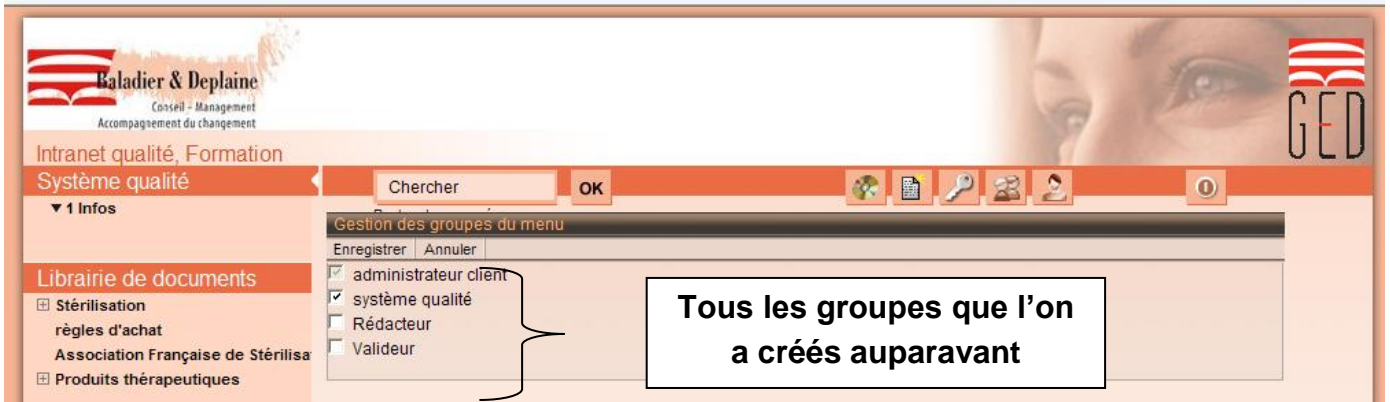 Baladier & Deplaine
Conseil - Management
Accompagnement du changement
GED
Intranet qualité, Formation
Système qualité
Chercher
OK
▼ 1 Infos
Gestion des groupes du menu
Enregistrer Annuler
Librairie de documents
administrateur client
système qualité
Rédacteur
Valideur
Stérilisation
règles d'achat
Association Française de Stérilisa
Produits thérapeutiques
Tous les groupes que l'on
a créés auparavant